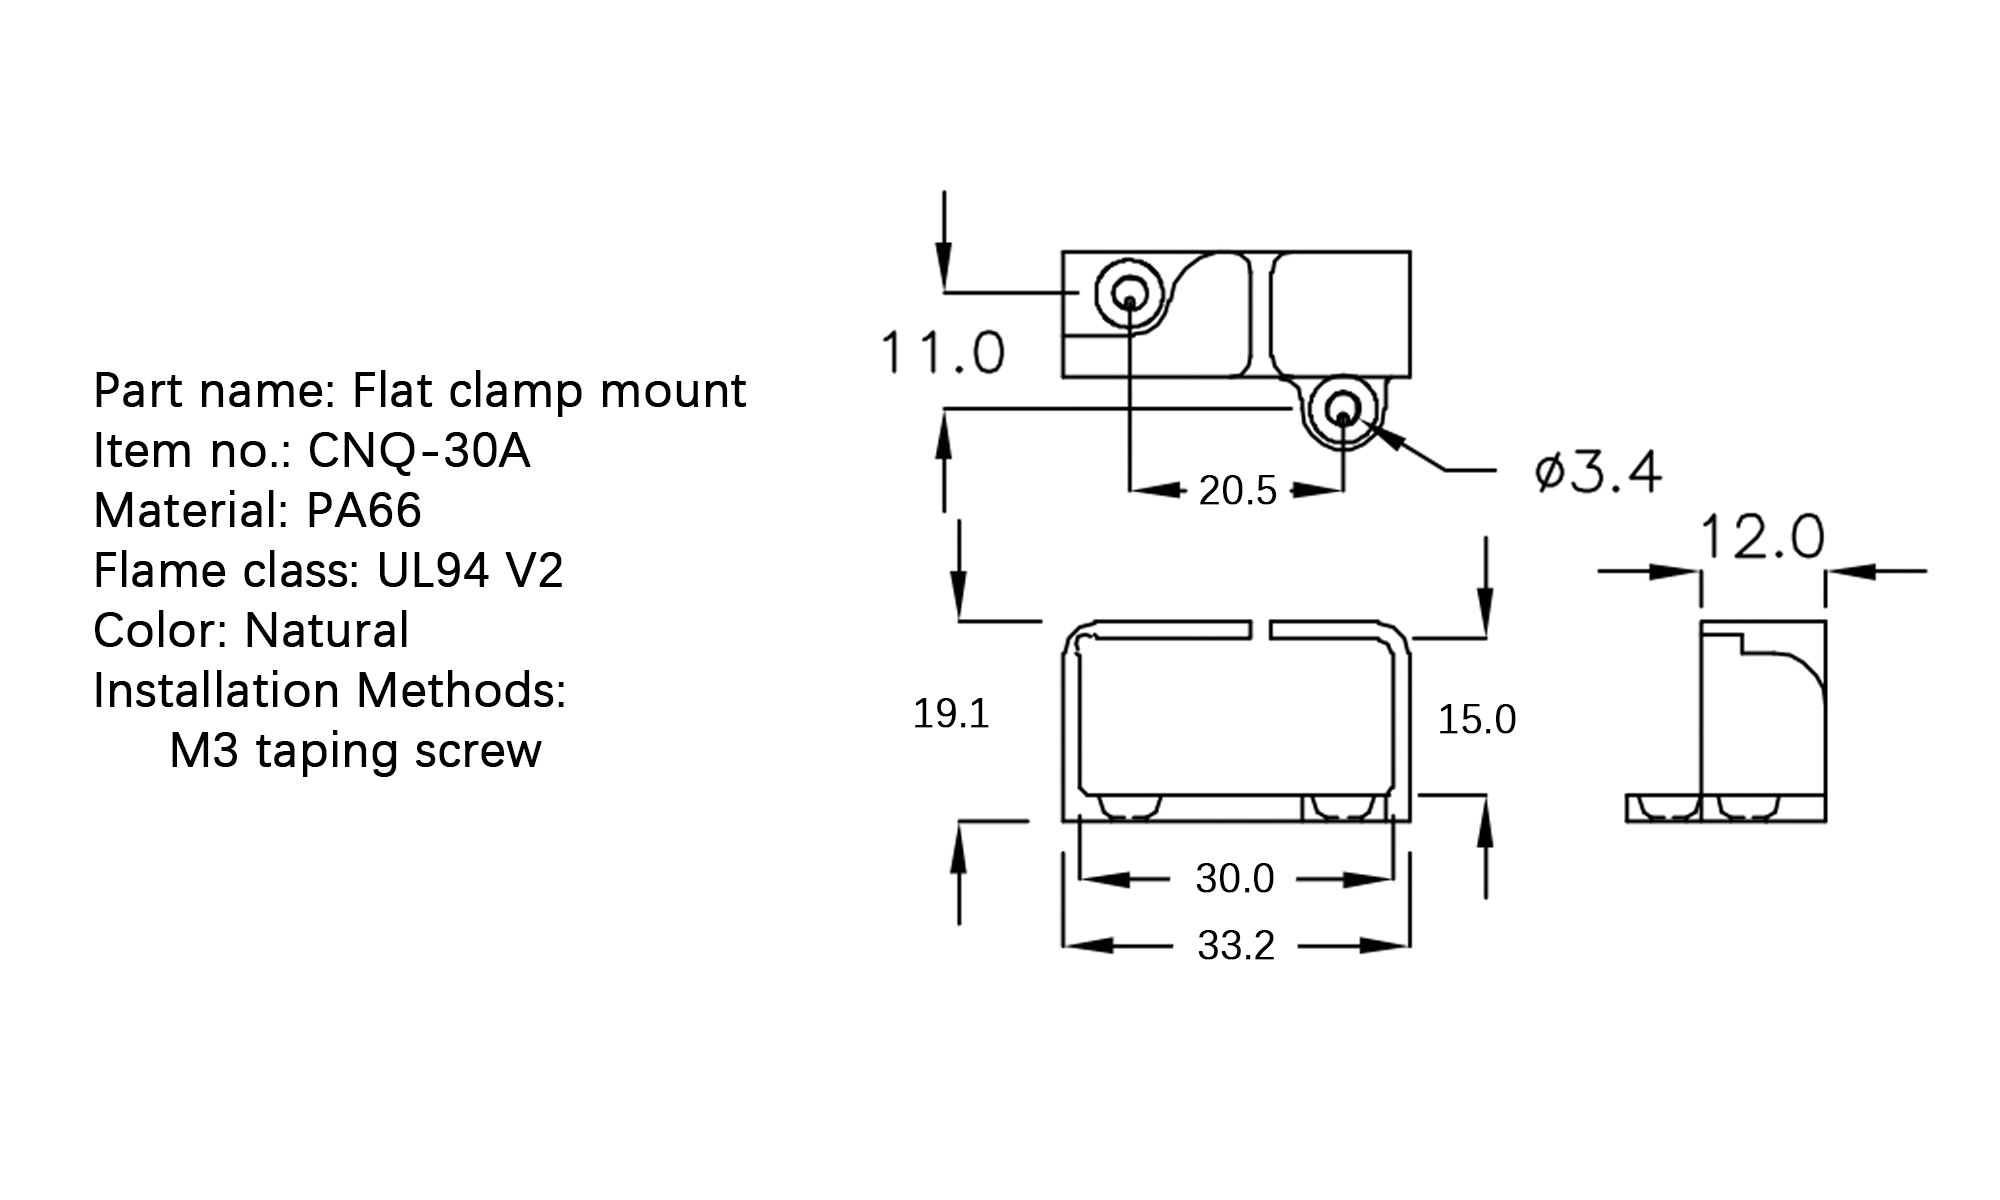 Part name: Flat clamp mount
Item no.: CNQ-30A
Material: PA66
Flame class: UL94 V2
Color: Natural
Installation Methods:
M3 taping screw
11.0
20.5
ø3.4
12.0
19.1
15.0
30.0
33.2